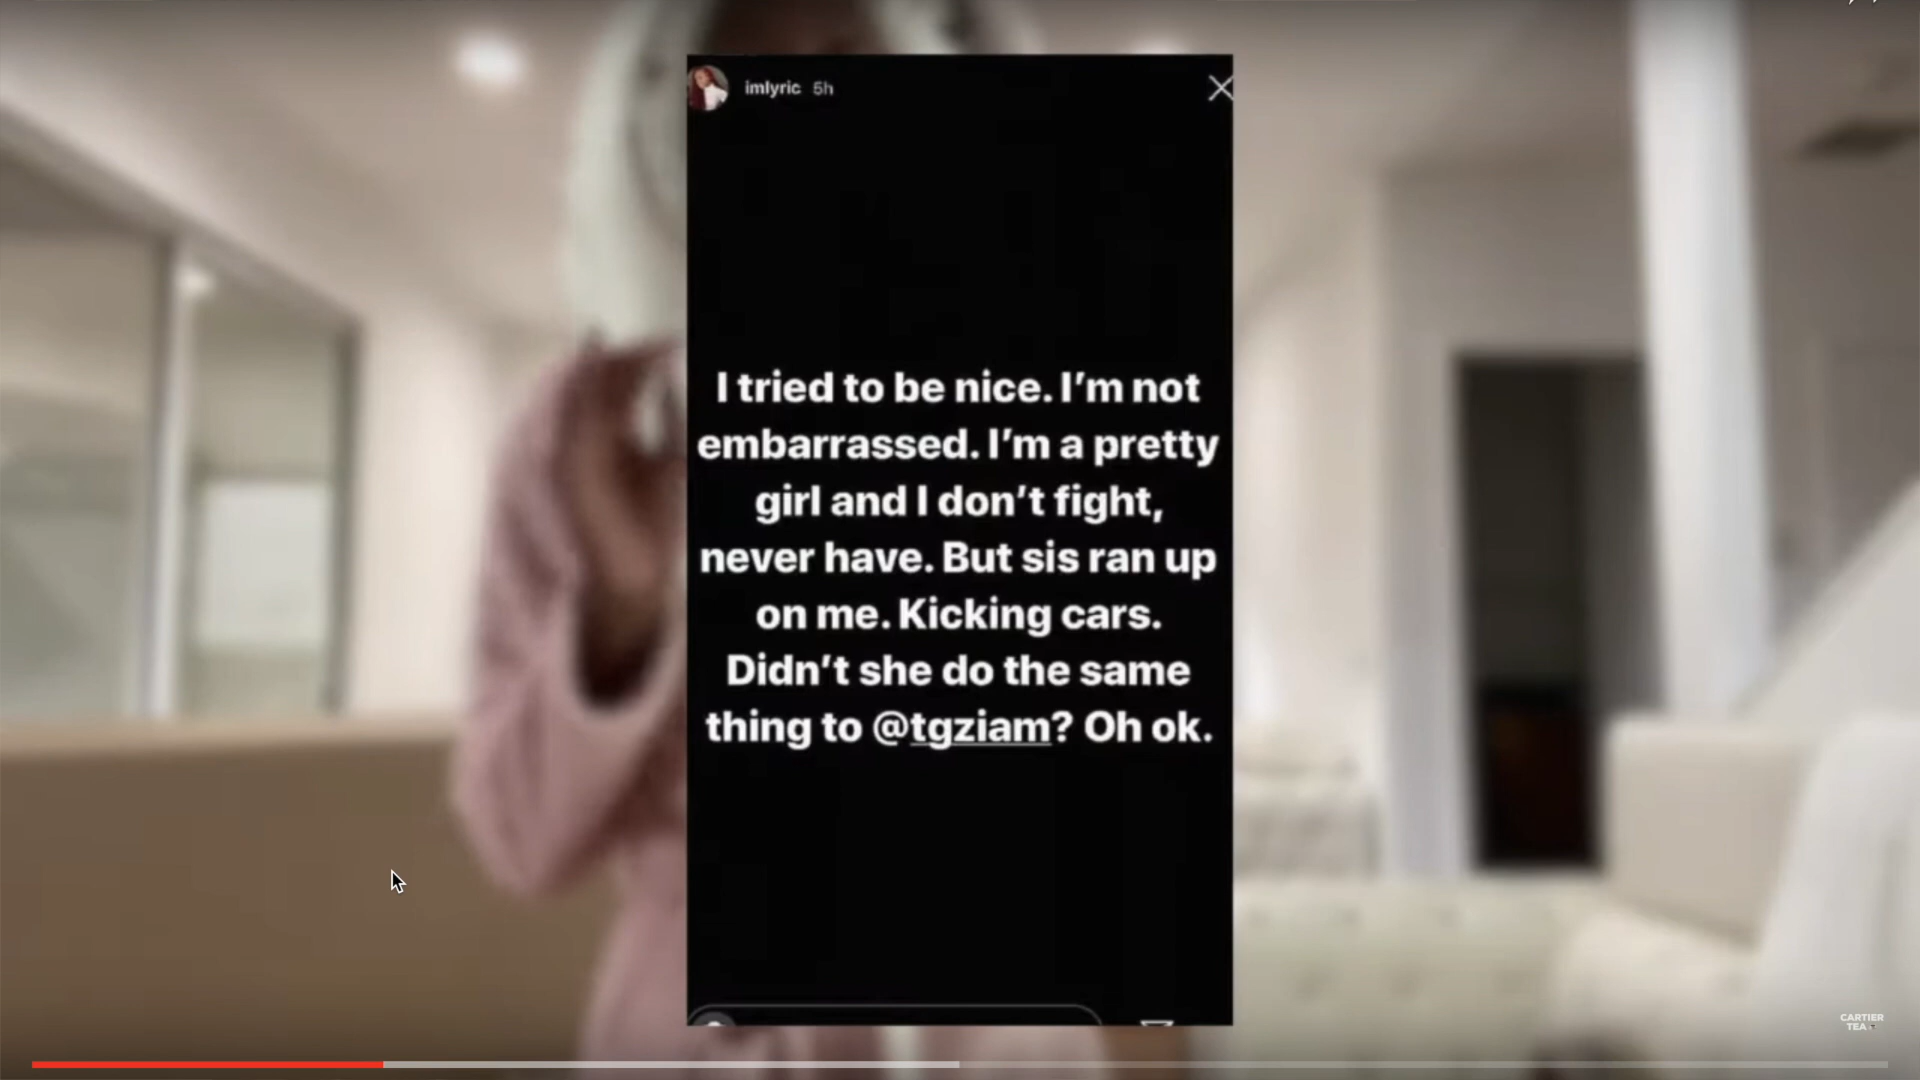 imlyric 5h
I tried to be nice. I’m not
embarrassed. I’m a pretty
girl and I don’t fight,
never have. But sis ran up
on me. Kicking cars.
Didn’t she do the same
thing to @tgziam? Oh ok.
CARTIER
TEA